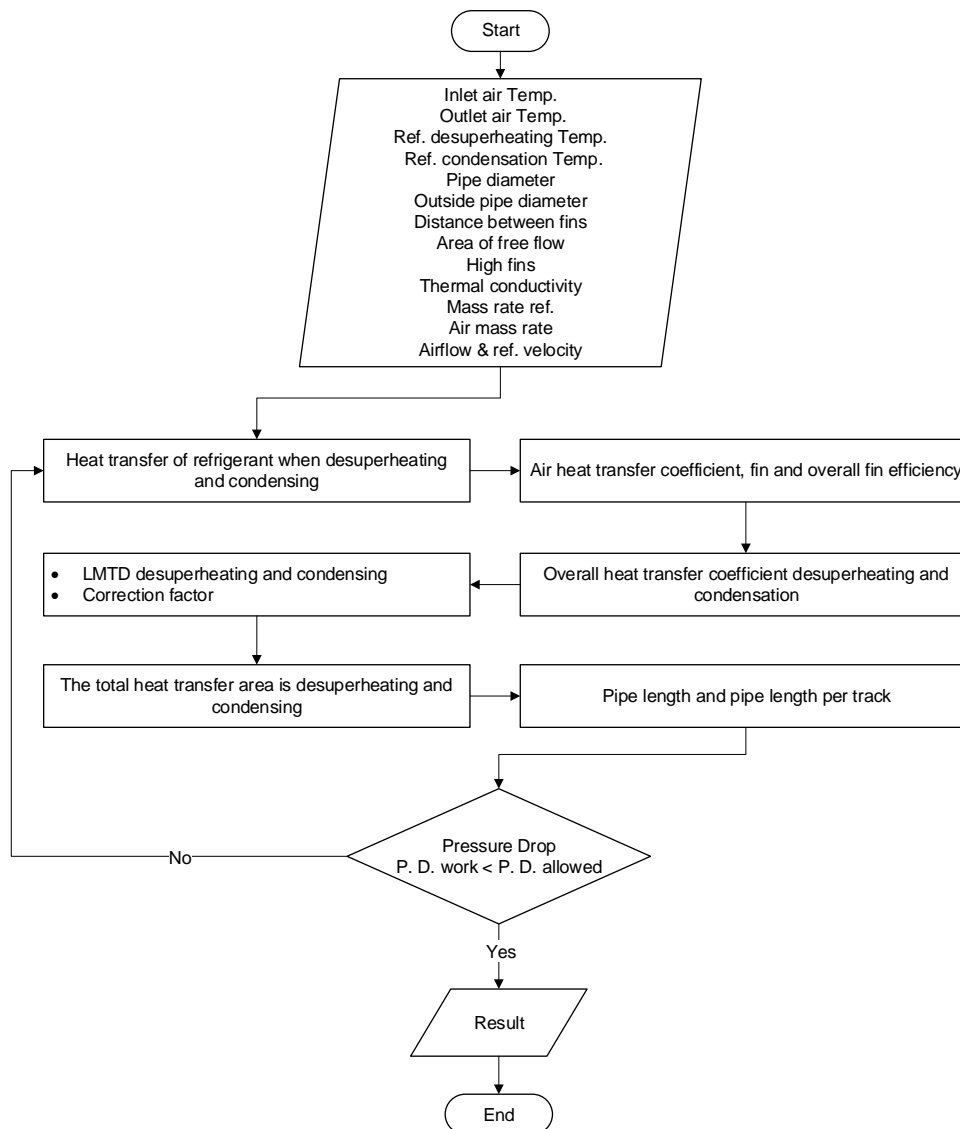 Start
Inlet air Temp.
Outlet air Temp.
Ref. desuperheating Temp.
Ref. condensation Temp.
Pipe diameter
Outside pipe diameter
Distance between fins
Area of free flow
High fins
Thermal conductivity
Mass rate ref.
Air mass rate
Airflow & ref. velocity
Heat transfer of refrigerant when desuperheating
and condensing
Air heat transfer coefficient, fin and overall fin efficiency
• LMTD desuperheating and condensing
• Correction factor
Overall heat transfer coefficient desuperheating and
condensation
The total heat transfer area is desuperheating and
condensing
Pipe length and pipe length per track
Pressure Drop
P. D. work < P. D. allowed
No
Yes
Result
End